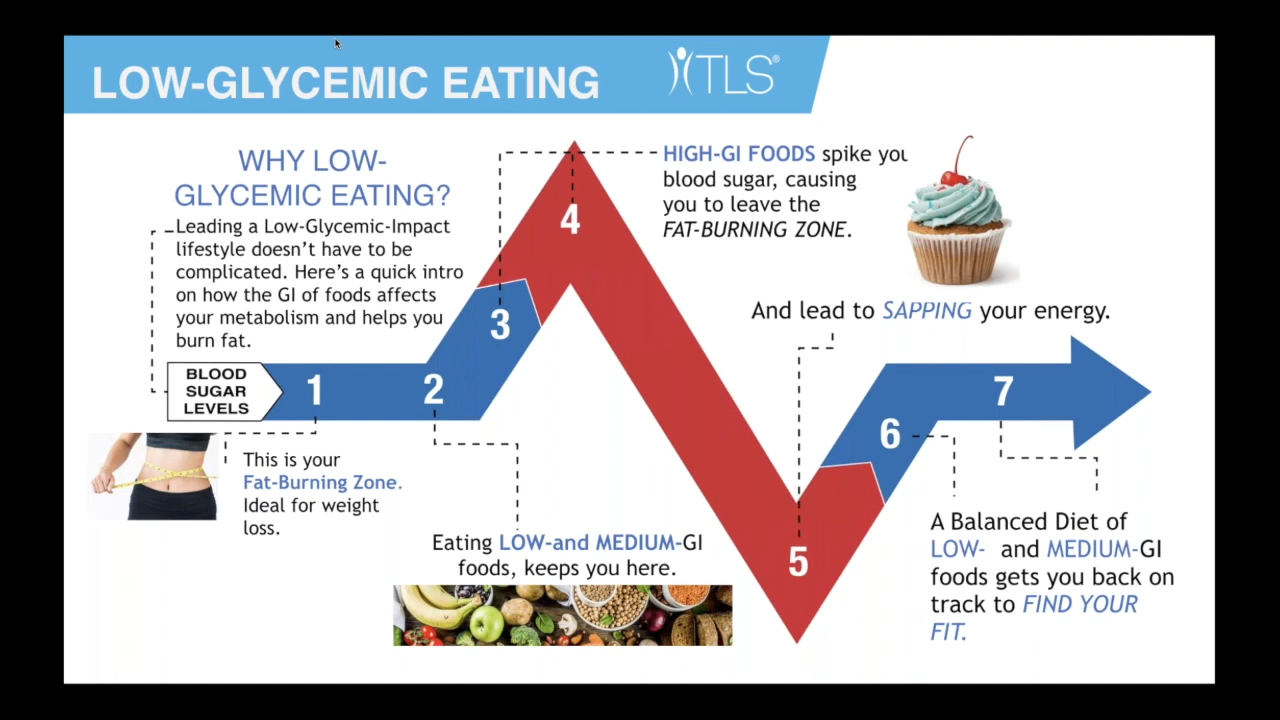 LOW-GLYCEMIC EATING
TLS®
WHY LOW-
GLYCEMIC EATING?
Leading a Low-Glycemic-Impact
lifestyle doesn't have to be
complicated. Here's a quick intro
on how the GI of foods affects
your metabolism and helps you
burn fat.
BLOOD
SUGAR
LEVELS
1
2
3
4
5
6
7
This is your
Fat-Burning Zone.
Ideal for weight
loss.
Eating LOW-and MEDIUM-GI
foods, keeps you here.
HIGH-GI FOODS spike you
blood sugar, causing
you to leave the
FAT-BURNING ZONE.
And lead to SAPPING your energy.
A Balanced Diet of
LOW- and MEDIUM-GI
foods gets you back on
track to FIND YOUR
FIT.